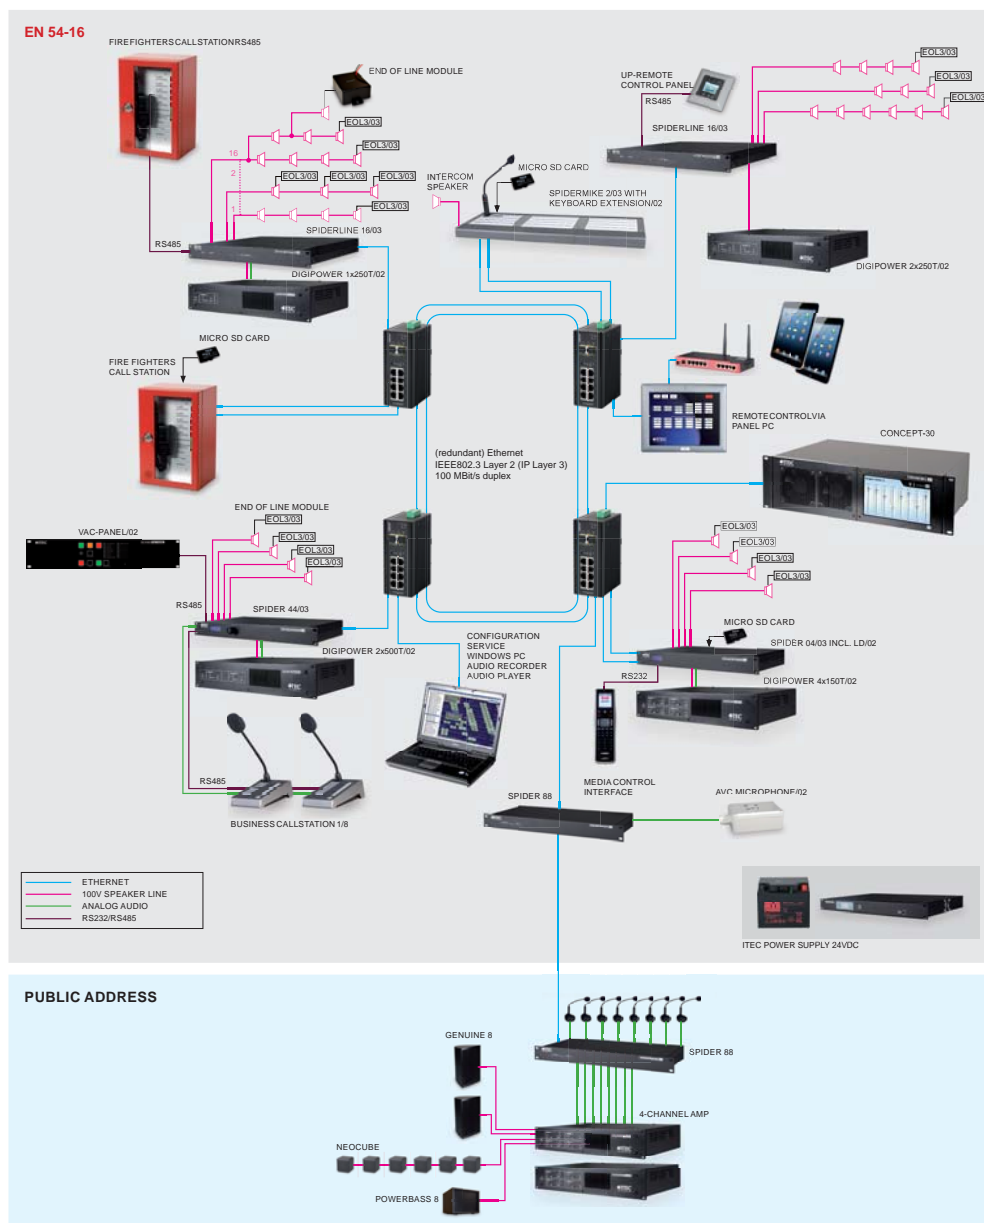 EN 54-16
FIREFIGHTERS CALLSTATION RS485
END OF LINE MODULE
EOL3/03
EOL3/03
16
2
EOL3/03
EOL3/03
EOL3/03
1
EOL3/03
RS485
SPIDERLINE 16/03
DIGIPOWER 1x250T/02
INTERCOM
SPEAKER
MICRO SD CARD
SPIDERMIKE 2/03 WITH
KEYBOARD EXTENSION/02
UP-REMOTE
CONTROL PANEL
RS485
SPIDERLINE 16/03
EOL3/03
EOL3/03
EOL3/03
DIGIPOWER 2x250T/02
MICRO SD CARD
FIRE FIGHTERS
CALL STATION
REMOTE CONTROL VIA
PANEL PC
CONCEPT-30
(redundant) Ethernet
IEEE802.3 Layer 2 (IP Layer 3)
100 MBit/s duplex
END OF LINE MODULE
EOL3/03
EOL3/03
EOL3/03
EOL3/03
VAC-PANEL/02
RS485
SPIDER 44/03
DIGIPOWER 2x500T/02
CONFIGURATION
SERVICE
WINDOWS PC
AUDIO RECORDER
AUDIO PLAYER
EOL3/03
EOL3/03
EOL3/03
EOL3/03
MICRO SD CARD
SPIDER 04/03 INCL. LD/02
RS232
DIGIPOWER 4x150T/02
RS485
BUSINESS CALLSTATION 1/8
MEDIA CONTROL
INTERFACE
SPIDER 88
AVC MICROPHONE/02
ETHERNET
100V SPEAKER LINE
ANALOG AUDIO
RS232/RS485
ITEC POWER SUPPLY 24VDC
PUBLIC ADDRESS
GENUINE 8
SPIDER 88
4-CHANNEL AMP
NEOCUBE
POWERBASS 8